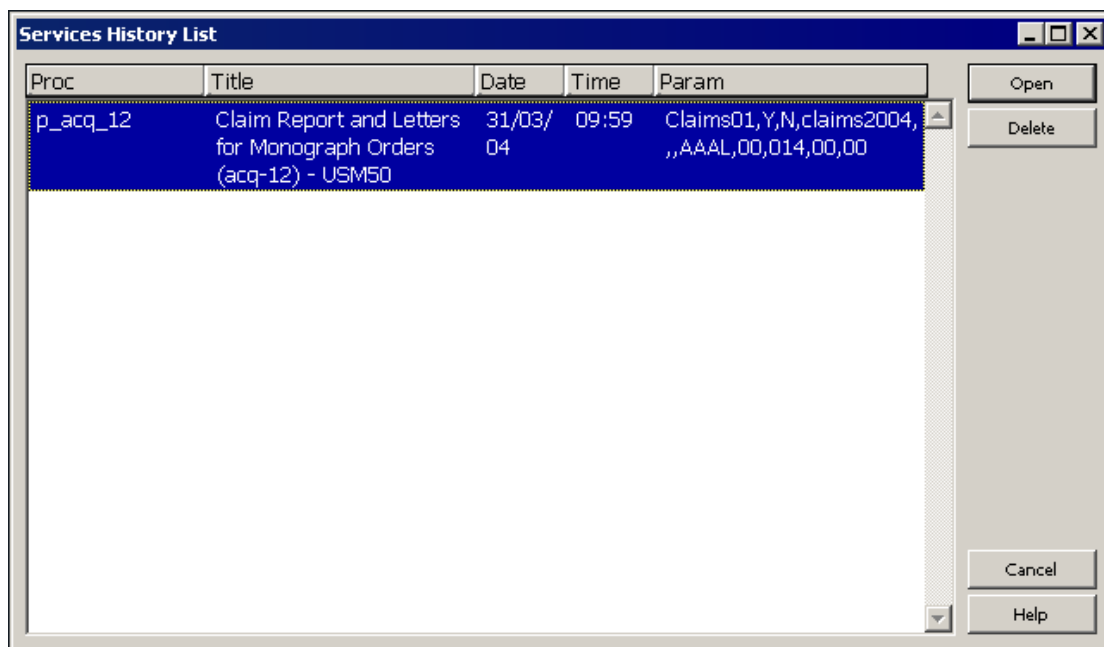 Services History List
Proc Title Date Time Param
Open
p_acq_12 Claim Report and Letters 31/03/ 09:59 Claims01,Y,N,claims2004,
for Monograph Orders 04 ,,AAAL,00,014,00,00
(acq-12) - USM50
Delete
Cancel
Help